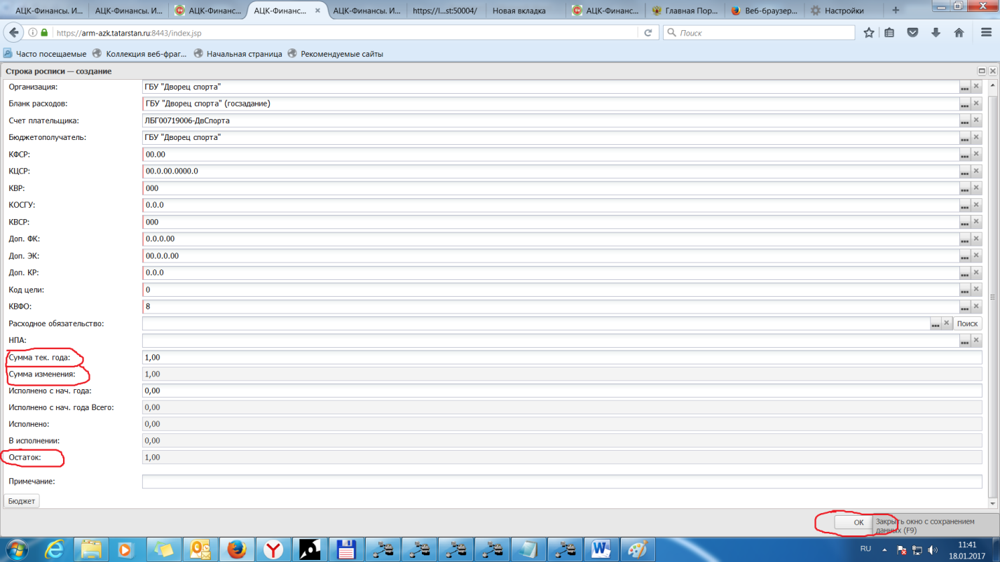 АЦК-Финансы. И...
АЦК-Финансы. И...
АЦК-Финанс...
АЦК-Финанс...
АЦК-Финансы. И...
https://l...st:50004/
Новая вкладка
АЦК-Финанс...
Главная Пор...
Веб-браузер...
Настройки
https://arm-azk.tatarstan.ru:8443/index.jsp
Поиск
Часто посещаемые
Коллекция веб-фраг...
Начальная страница
Рекомендуемые сайты
Строка росписи — создание
Организация: ГБУ "Дворец спорта"
Бланк расходов: ГБУ "Дворец спорта" (госзадание)
Счет плательщика: ЛБГ00719006-ДвСпорта
Бюджетополучатель: ГБУ "Дворец спорта"
КФСР: 00.00
КЦСР: 00.0.00.0000.0
КВР: 000
КОСГУ: 0.0.0
КВСР: 000
Доп. ФК: 0.0.0.00
Доп. ЭК: 00.0.0.00
Доп. КР: 0.0.0
Код цели: 0
КВФО: 8
Расходное обязательство: Поиск
НПА:
Сумма тек. года: 1,00
Сумма изменения: 1,00
Исполнено с нач. года: 0,00
Исполнено с нач. года Всего: 0,00
Исполнено: 0,00
В исполнении: 0,00
Остаток: 1,00
Примечание:
Бюджет
ОК
Закрыть окно с сохранением
данных (F9)
RU
11:41
18.01.2017